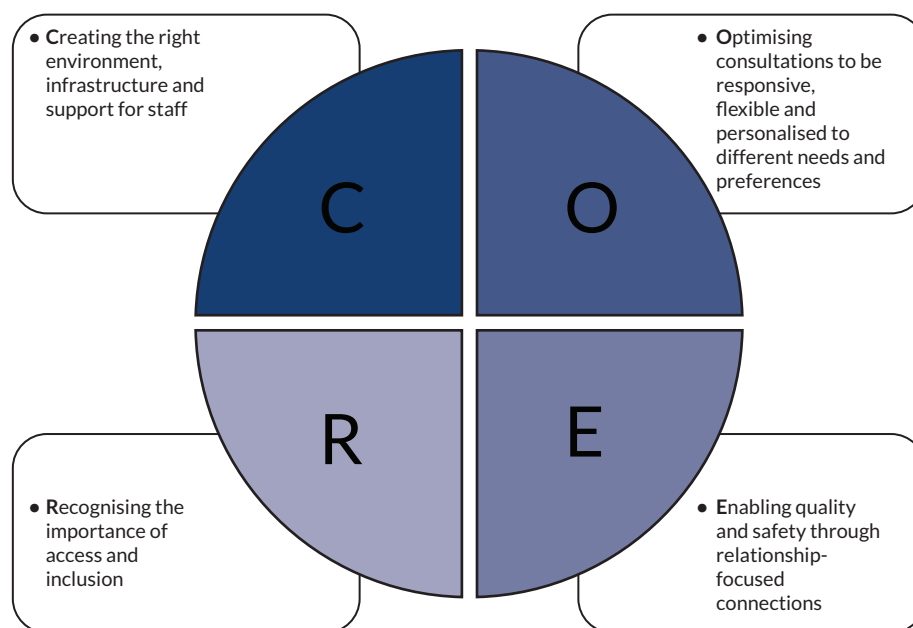 ● Creating the right
environment,
infrastructure and
support for staff
● Optimising
consultations to be
responsive,
flexible and
personalised to
different needs and
preferences
C
O
R
E
● Recognising the
importance of
access and
inclusion
● Enabling quality
and safety through
relationship-
focused
connections